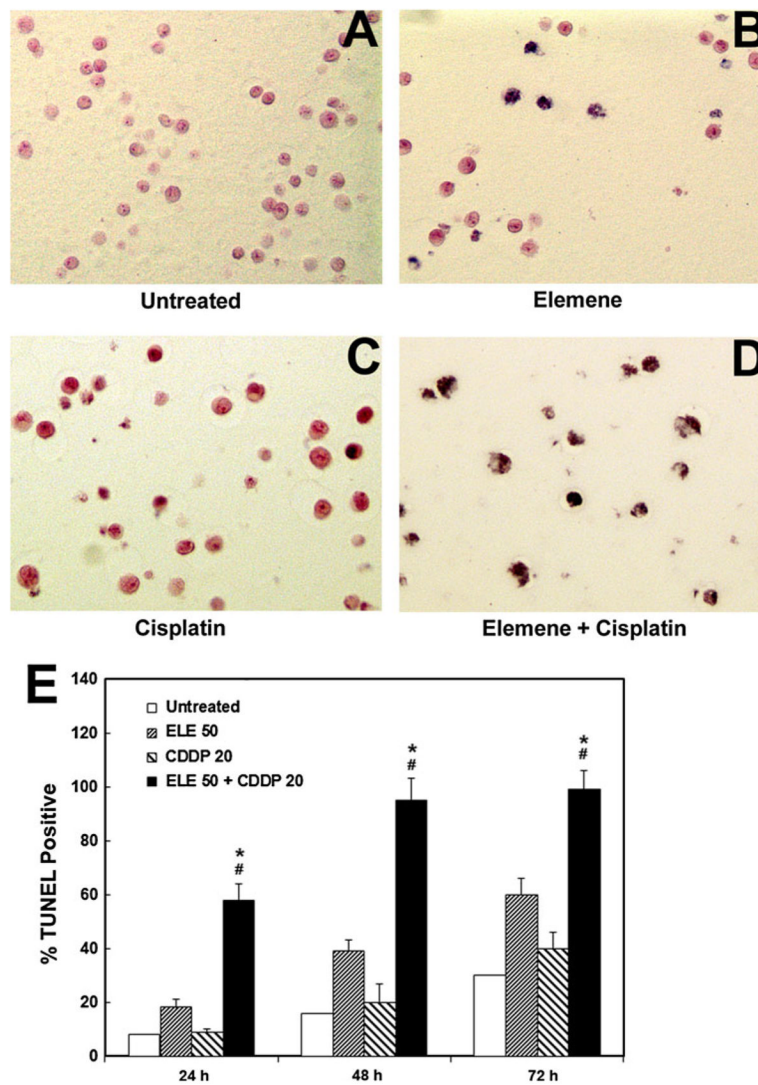 A
B
Untreated
Elemene
C
D
Cisplatin
Elemene + Cisplatin
E
% TUNEL Positive
140
120
100
80
60
40
20
0
Untreated
ELE 50
CDDP 20
ELE 50 + CDDP 20
*
#
*
#
*
#
24 h
48 h
72 h